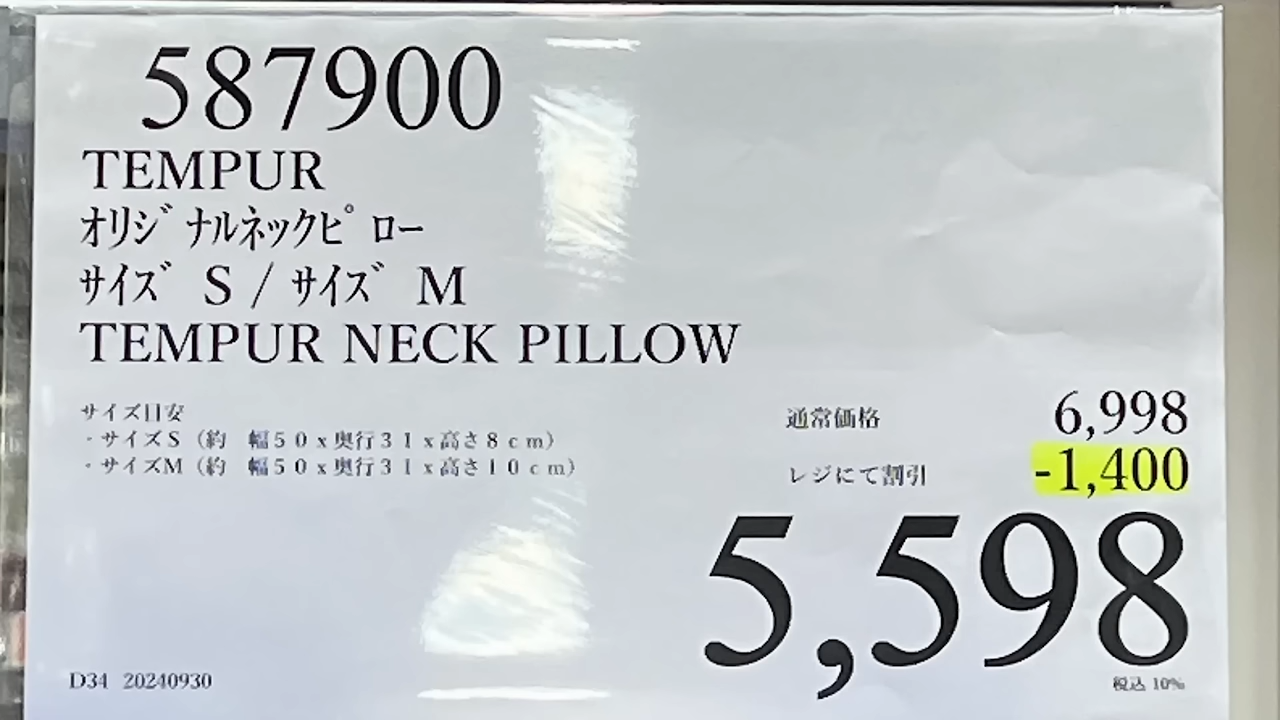 587900
TEMPUR
ｵﾘｼﾞﾅﾙﾈｯｸﾋﾟﾛｰ
ｻｲｽﾞ S / ｻｲｽﾞ M
TEMPUR NECK PILLOW
サイズ目安
・サイズS（約　幅５０ｘ奥行３１ｘ高さ８ｃｍ）
・サイズM（約　幅５０ｘ奥行３１ｘ高さ１０ｃｍ）
通常価格 6,998
レジにて割引 -1,400
5,598
税込 10%
D34 20240930